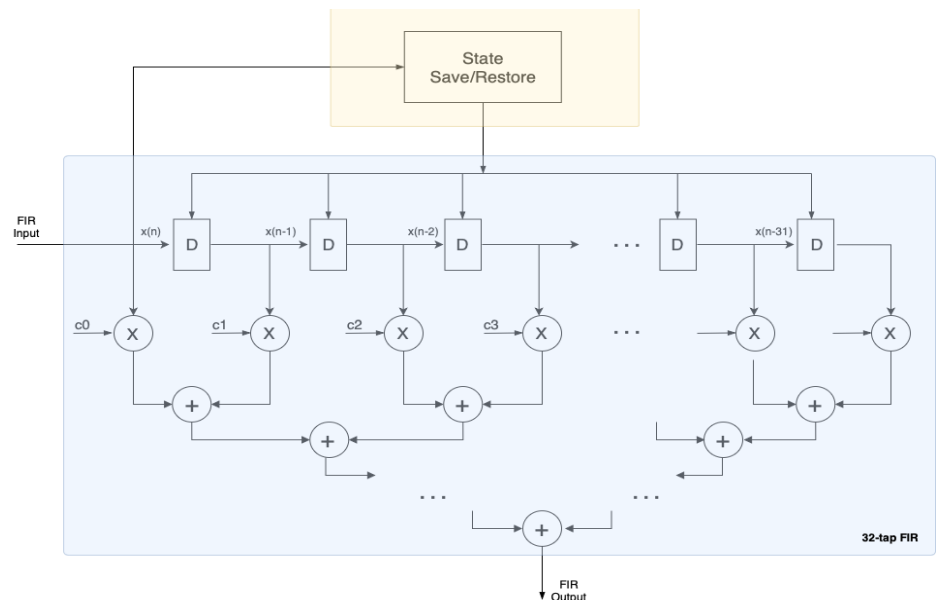 State
Save/Restore
FIR
Input
x(n)
D
x(n-1)
D
x(n-2)
D
. . .
D
x(n-31)
D
c0
X
c1
X
c2
X
c3
X
. . .
X
X
+
+
+
+
+
. . .
. . .
+
32-tap FIR
FIR
Output